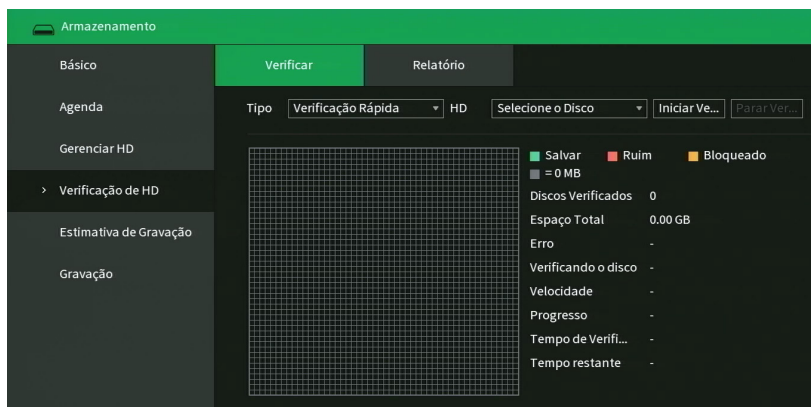 Armazenamento
Básico
Agenda
Gerenciar HD
Verificação de HD
Estimativa de Gravação
Gravação
Verificar
Relatório
Tipo
Verificação Rápida
HD
Selecione o Disco
Iniciar Ve...
Parar Ver...
Salvar
Ruim
Bloqueado
= 0 MB
Discos Verificados 0
Espaço Total 0.00 GB
Erro -
Verificando o disco -
Velocidade -
Progresso -
Tempo de Verifi... -
Tempo restante -